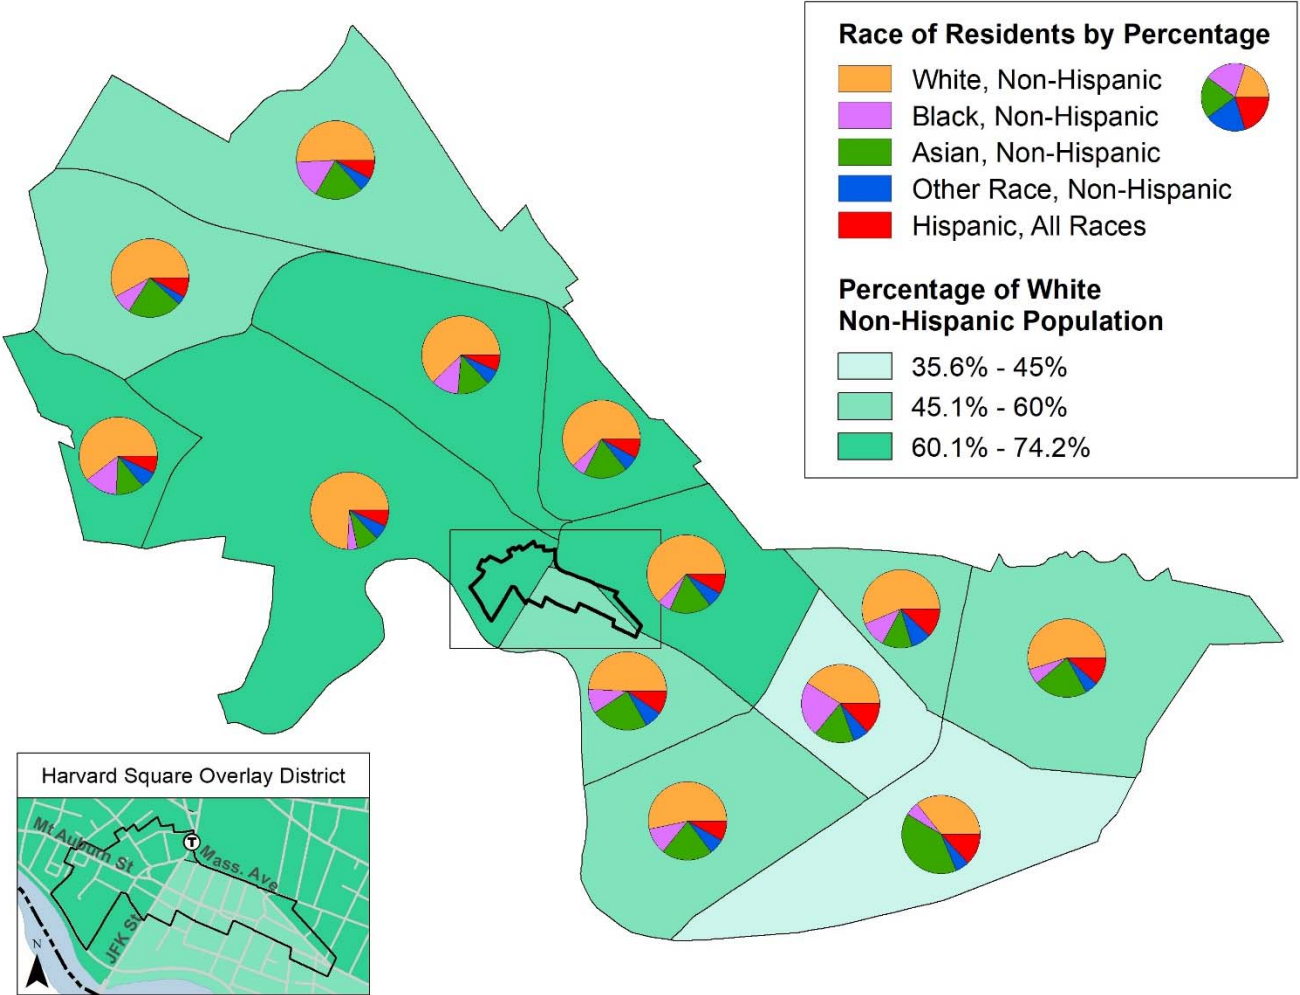 Race of Residents by Percentage
White, Non-Hispanic
Black, Non-Hispanic
Asian, Non-Hispanic
Other Race, Non-Hispanic
Hispanic, All Races
Percentage of White
Non-Hispanic Population
35.6% - 45%
45.1% - 60%
60.1% - 74.2%
Harvard Square Overlay District
Mt Auburn St
T
Mass. Ave
JFK St
N